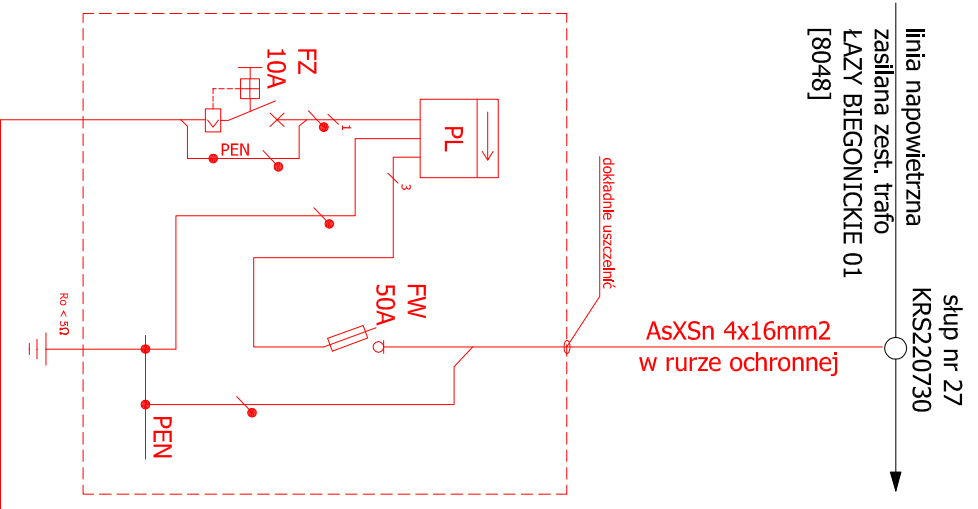 linia napowietrzna
zasilana zest. trafo
ŁAZY BIEGONICKIE 01
[8048]
słup nr 27
KRS220730
AsXSn 4x16mm2
w rurze ochronnej
dokładnie uszczelnić
FZ
10A
PL
1
3
PEN
FW
50A
Ro < 5Ω
PEN